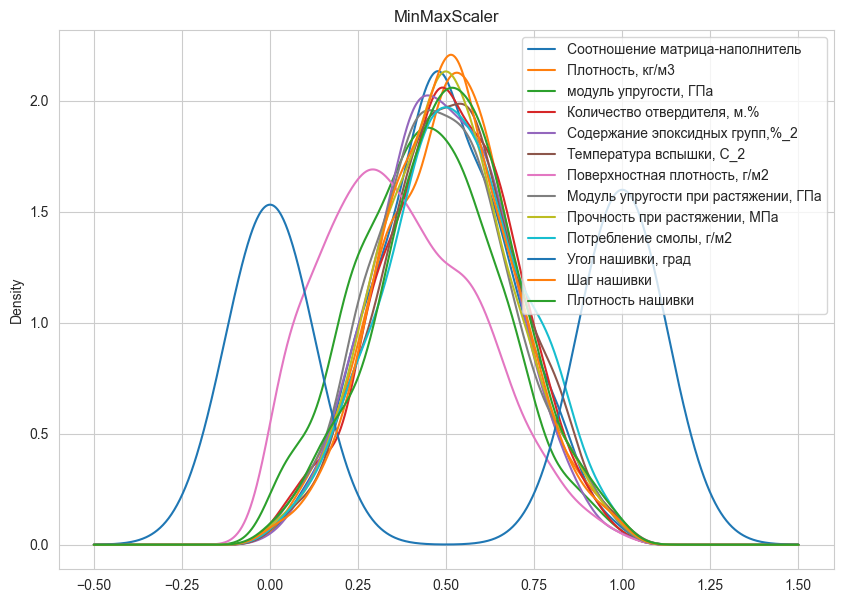 MinMaxScaler
Соотношение матрица-наполнитель
Плотность, кг/м3
модуль упругости, ГПа
Количество отвердителя, м.%
Содержание эпоксидных групп,%_2
Температура вспышки, С_2
Поверхностная плотность, г/м2
Модуль упругости при растяжении, ГПа
Прочность при растяжении, МПа
Потребление смолы, г/м2
Угол нашивки, град
Шаг нашивки
Плотность нашивки
Density
2.0
1.5
1.0
0.5
0.0
−0.50 −0.25 0.00 0.25 0.50 0.75 1.00 1.25 1.50